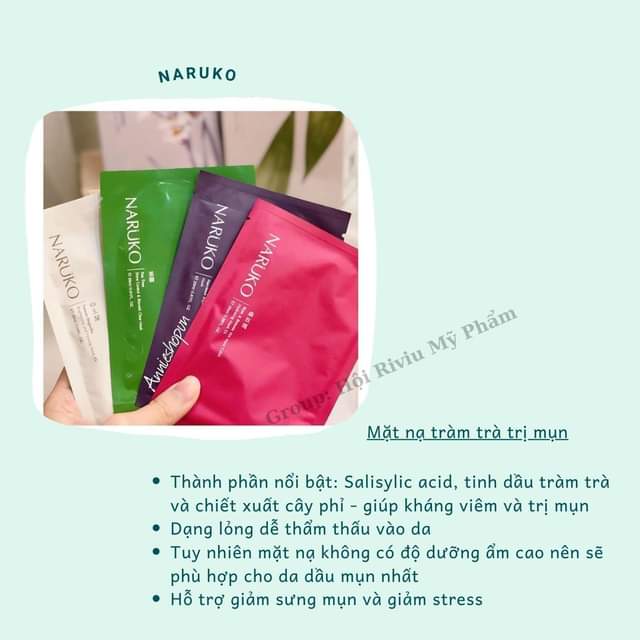 NARUKO
NARUKO
NARUKO
NARUKO
NARUKO
Annieshopvn
Group: Hội Riviu Mỹ Phẩm
Mặt nạ tràm trà trị mụn
Thành phần nổi bật: Salisylic acid, tinh dầu tràm trà
và chiết xuất cây phỉ - giúp kháng viêm và trị mụn
Dạng lỏng dễ thẩm thấu vào da
Tuy nhiên mặt nạ không có độ dưỡng ẩm cao nên sẽ
phù hợp cho da dầu mụn nhất
Hỗ trợ giảm sưng mụn và giảm stress